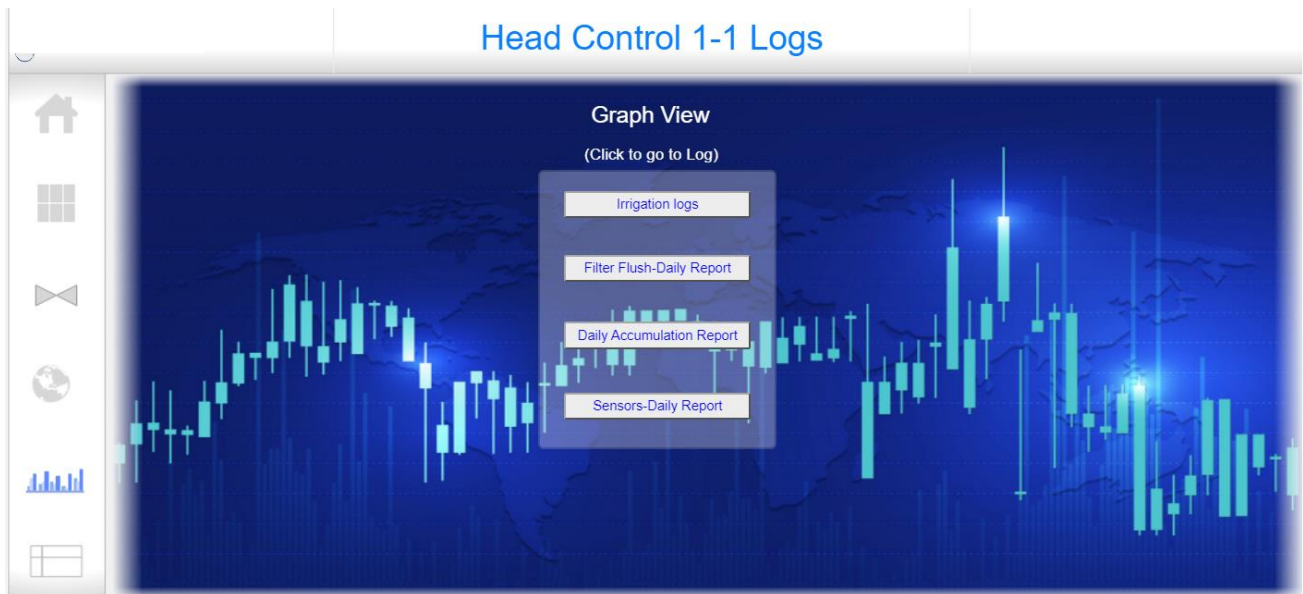 Head Control 1-1 Logs
Graph View
(Click to go to Log)
Irrigation logs
Filter Flush-Daily Report
Daily Accumulation Report
Sensors-Daily Report